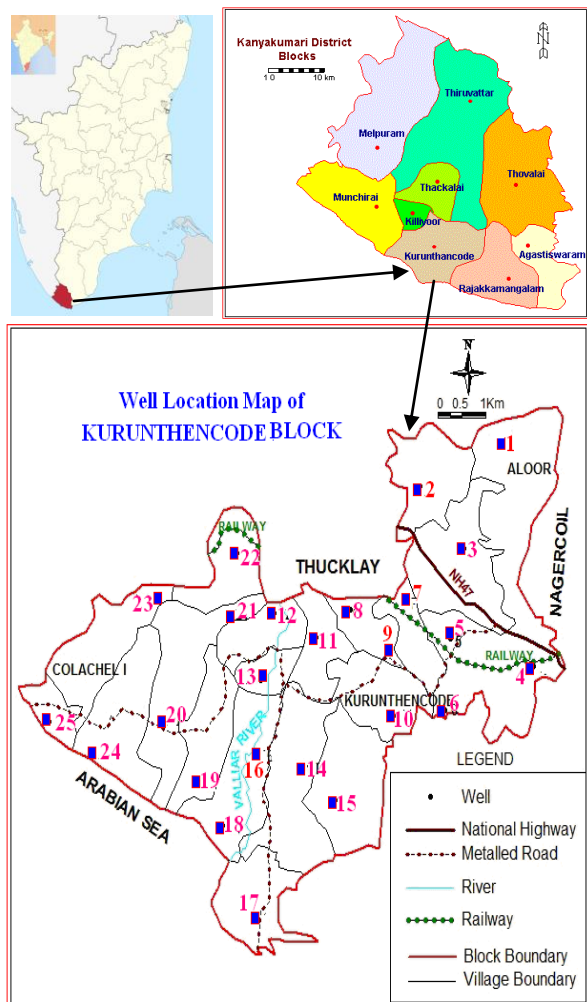 Kanyakumari District
Blocks
1 0 10 km
N
Thiruvattar
Melpuram
Thovalai
Thackalai
Munchirai
Killiyoor
Kurunthancode
Agastiswaram
Rajakkamangalam
Well Location Map of
KURUNTHENCODE BLOCK
N
0 0.5 1Km
1
ALOOR
2
3
NAGERCOIL
RAILWAY
22
THUCKLAY
NH47
23
21
12
8
7
5
11
9
RAILWAY
4
COLACHEL I
13
KURUNTHENCODE
6
10
25
20
VALLIAR RIVER
16
24
14
19
15
ARABIAN SEA
18
17
LEGEND
Well
National Highway
Metalled Road
River
Railway
Block Boundary
Village Boundary